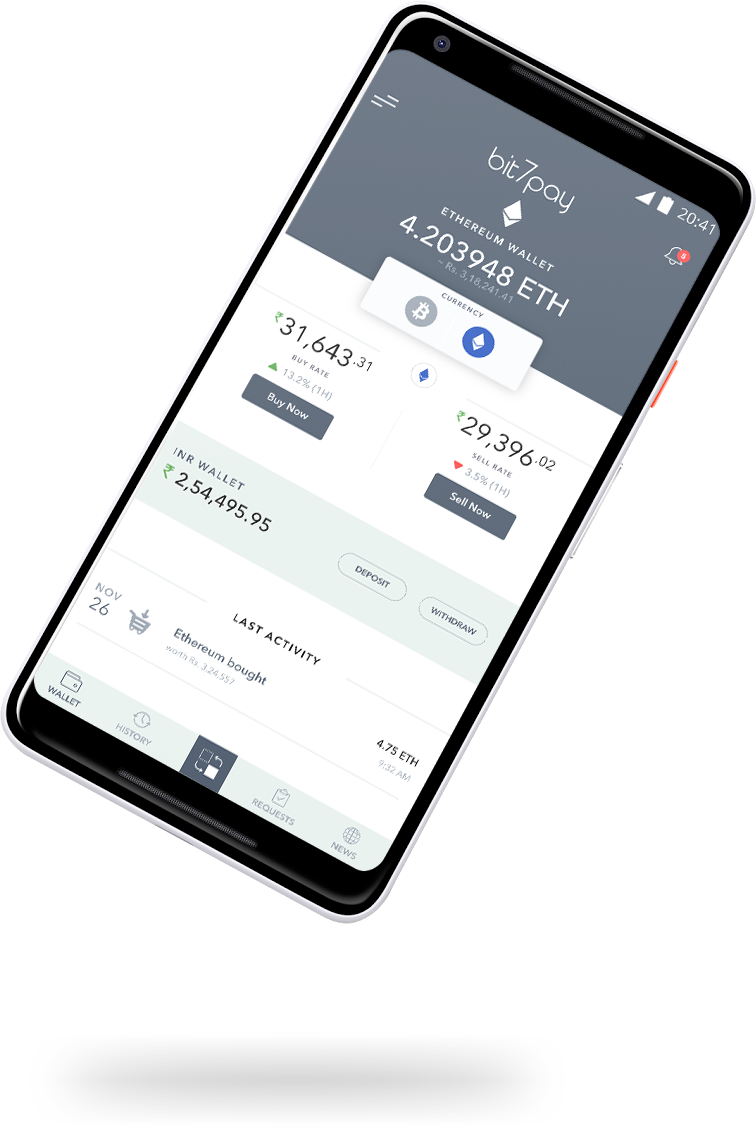 20:41
5
bit7pay
ETHEREUM WALLET
4.203948 ETH
~ Rs. 3,18,241.41
CURRENCY
₹31,643.31
BUY RATE
13.2% (1H)
Buy Now
₹29,396.02
SELL RATE
3.5% (1H)
Sell Now
INR WALLET
₹2,54,495.95
DEPOSIT
WITHDRAW
LAST ACTIVITY
NOV
26
Ethereum bought
worth Rs. 3,24,557
4.75 ETH
9:32 AM
WALLET
HISTORY
REQUESTS
NEWS